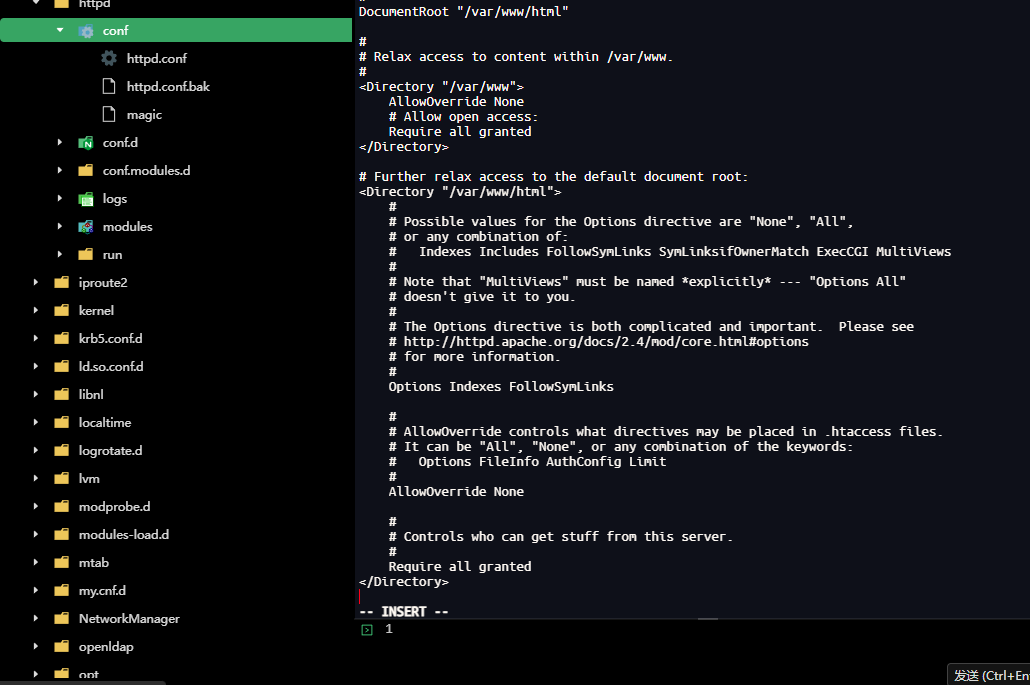 httpd
conf
httpd.conf
httpd.conf.bak
magic
conf.d
conf.modules.d
logs
modules
run
iproute2
kernel
krb5.conf.d
ld.so.conf.d
libnl
localtime
logrotate.d
lvm
modprobe.d
modules-load.d
mtab
my.cnf.d
NetworkManager
openldap
opt
DocumentRoot "/var/www/html"
#
# Relax access to content within /var/www.
#
<Directory "/var/www">
    AllowOverride None
    # Allow open access:
    Require all granted
</Directory>
# Further relax access to the default document root:
<Directory "/var/www/html">
    #
    # Possible values for the Options directive are "None", "All",
    # or any combination of:
    #   Indexes Includes FollowSymLinks SymLinksifOwnerMatch ExecCGI MultiViews
    #
    # Note that "MultiViews" must be named *explicitly* --- "Options All"
    # doesn't give it to you.
    #
    # The Options directive is both complicated and important.  Please see
    # http://httpd.apache.org/docs/2.4/mod/core.html#options
    # for more information.
    #
    Options Indexes FollowSymLinks
    #
    # AllowOverride controls what directives may be placed in .htaccess files.
    # It can be "All", "None", or any combination of the keywords:
    #   Options FileInfo AuthConfig Limit
    #
    AllowOverride None
    #
    # Controls who can get stuff from this server.
    #
    Require all granted
</Directory>
-- INSERT --
1
发送 (Ctrl+En